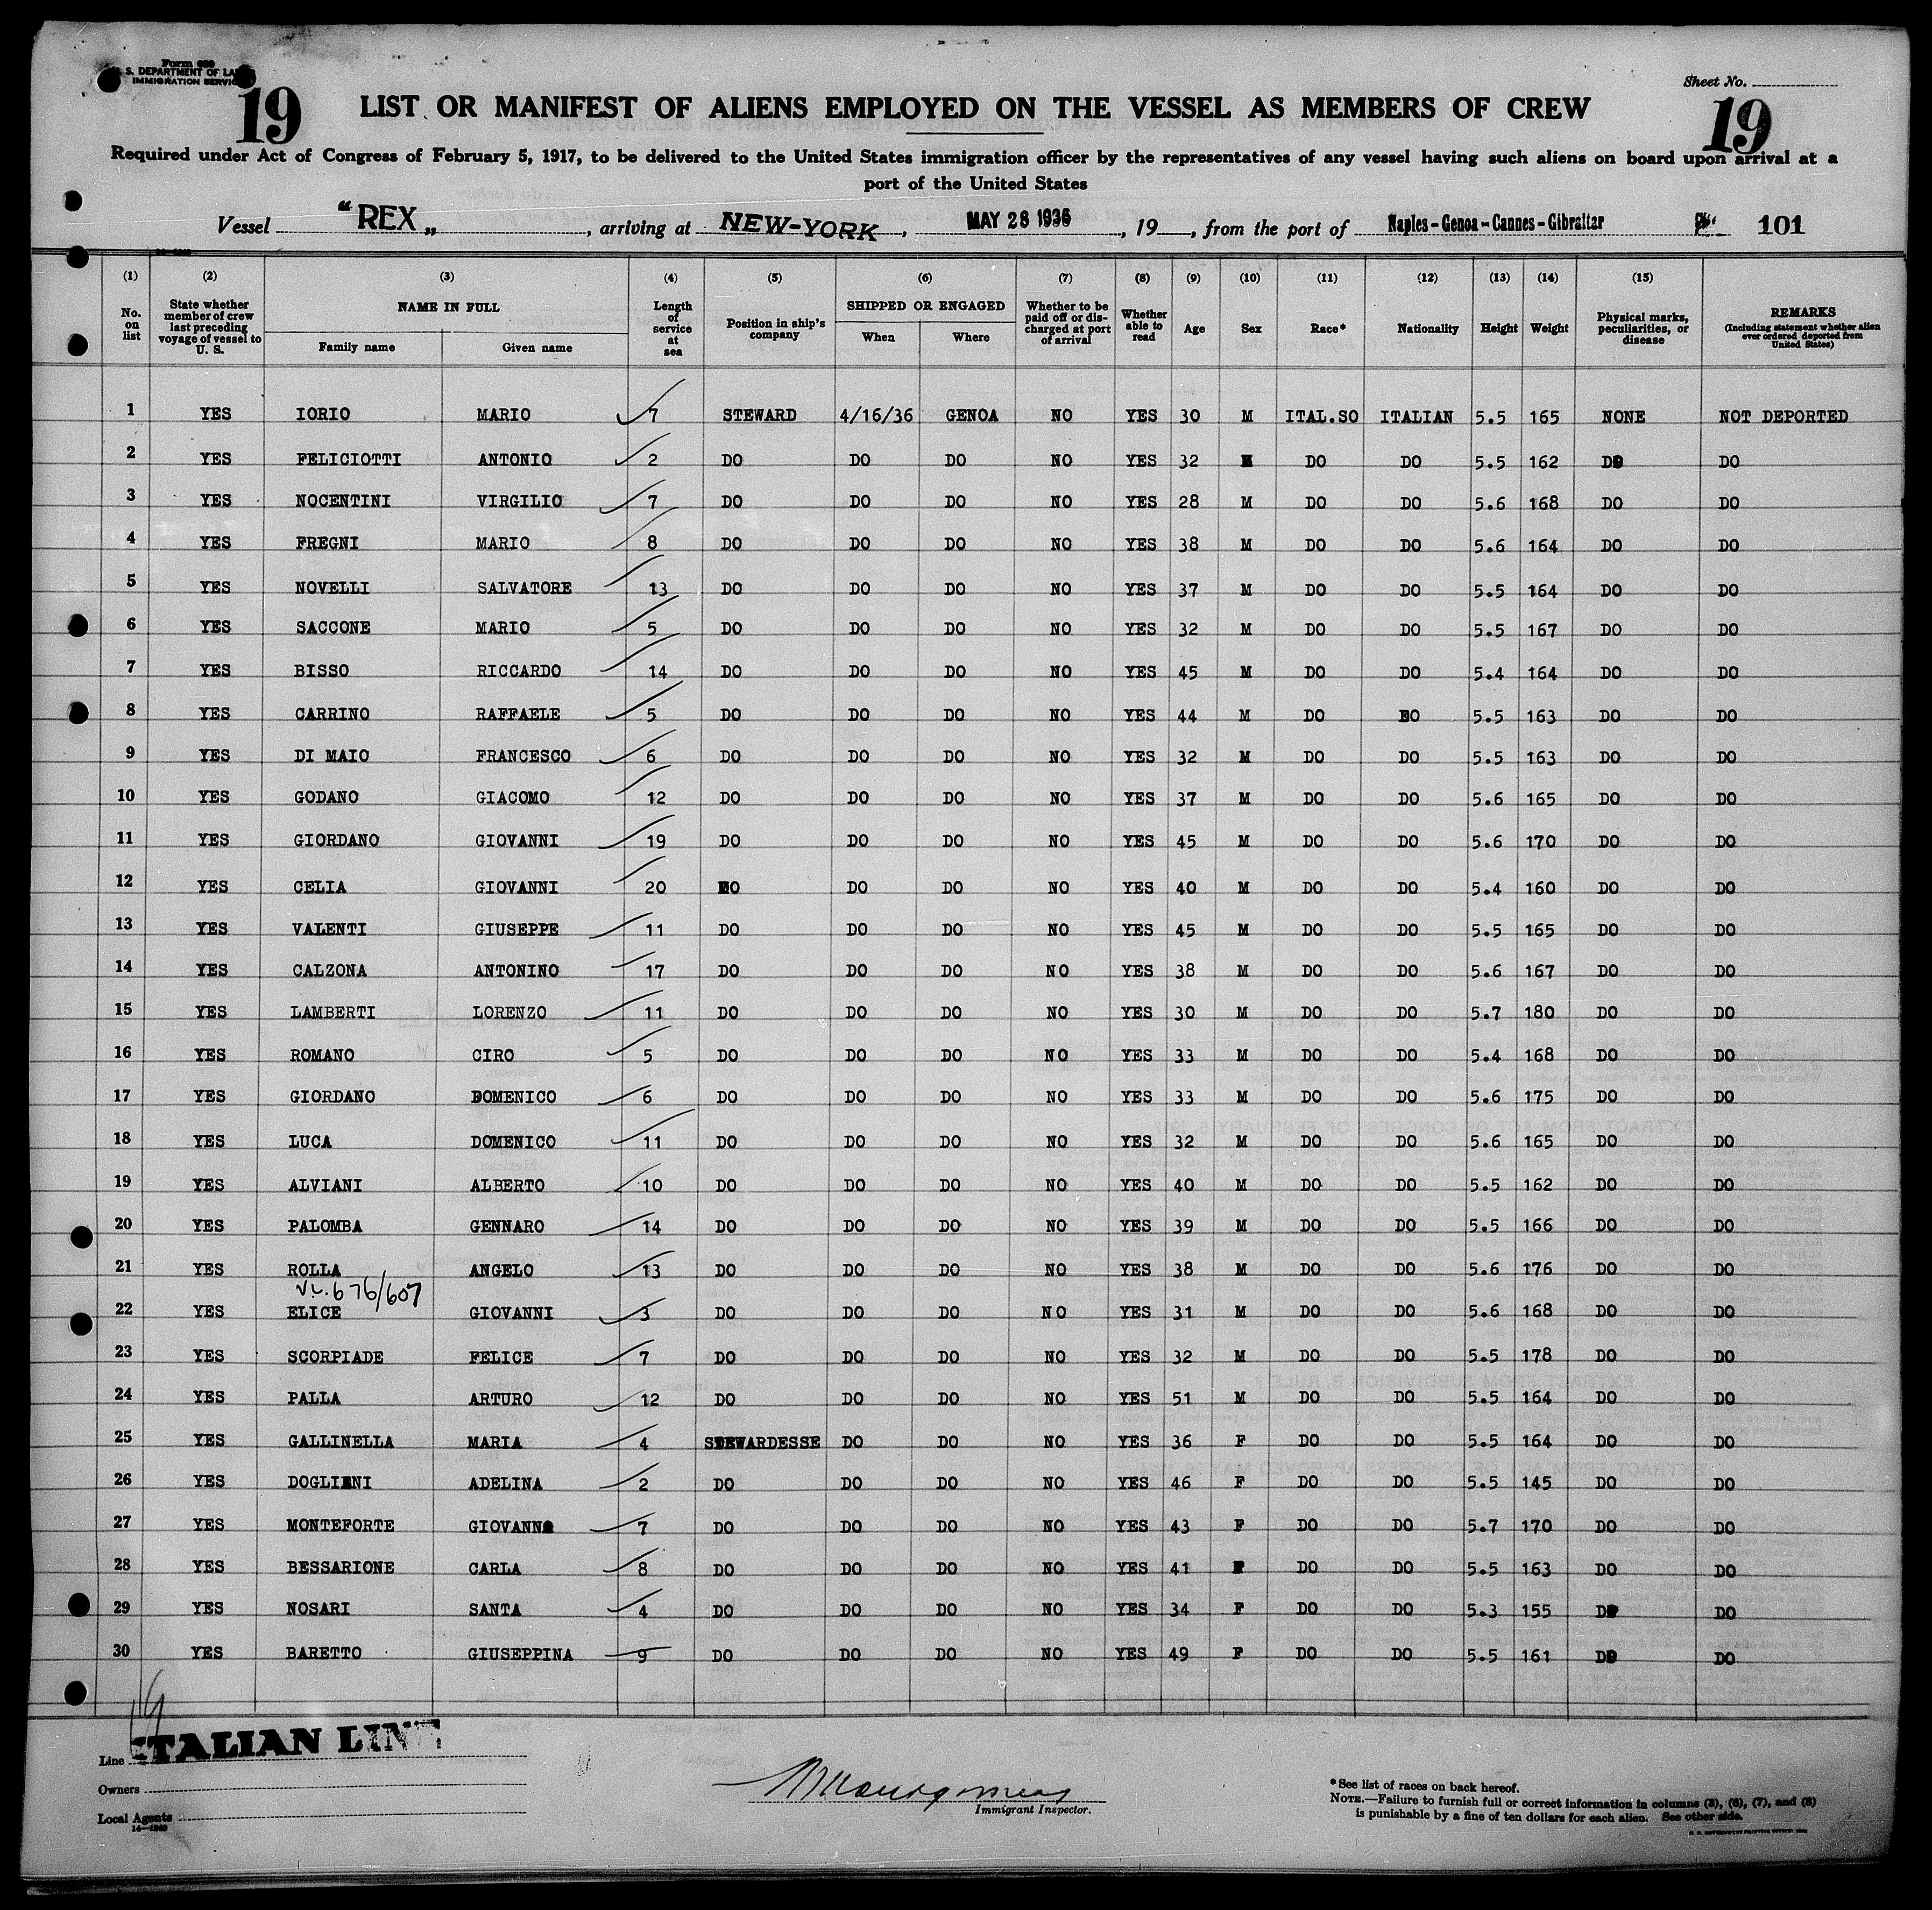 Form 680
S. DEPARTMENT OF LA
IMMIGRATION SERVIC
Sheet No.
19
19
LIST OR MANIFEST OF ALIENS EMPLOYED ON THE VESSEL AS MEMBERS OF CREW
Required under Act of Congress of February 5, 1917, to be delivered to the United States immigration officer by the representatives of any vessel having such aliens on board upon arrival at a
port of the United States
Vessel "REX„ , arriving at NEW-YORK , MAY 28 1936 , 19 , from the port of Naples-Genoa-Cannes-Gibraltar 101
(1) (2) (3) (4) (5) (6) (7) (8) (9) (10) (11) (12) (13) (14) (15)
No. on list | State whether member of crew last preceding voyage of vessel to U. S. | NAME IN FULL | Family name | Given name | Length of service at sea | Position in ship's company | SHIPPED OR ENGAGED | When | Where | Whether to be paid off or discharged at port of arrival | Whether able to read | Age | Sex | Race* | Nationality | Height | Weight | Physical marks, peculiarities, or disease | REMARKS (Including statement whether alien ever ordered deported from United States)
1 YES IORIO MARIO 7 STEWARD 4/16/36 GENOA NO YES 30 M ITAL.SO ITALIAN 5.5 165 NONE NOT DEPORTED
2 YES FELICIOTTI ANTONIO 2 DO DO DO NO YES 32 M DO DO 5.5 162 DO DO
3 YES NOCENTINI VIRGILIO 7 DO DO DO NO YES 28 M DO DO 5.6 168 DO DO
4 YES FREGNI MARIO 8 DO DO DO NO YES 38 M DO DO 5.6 164 DO DO
5 YES NOVELLI SALVATORE 13 DO DO DO NO YES 37 M DO DO 5.5 164 DO DO
6 YES SACCONE MARIO 5 DO DO DO NO YES 32 M DO DO 5.5 167 DO DO
7 YES BISSO RICCARDO 14 DO DO DO NO YES 45 M DO DO 5.4 164 DO DO
8 YES CARRINO RAFFAELE 5 DO DO DO NO YES 44 M DO DO 5.5 163 DO DO
9 YES DI MAIO FRANCESCO 6 DO DO DO NO YES 32 M DO DO 5.5 163 DO DO
10 YES GODANO GIACOMO 12 DO DO DO NO YES 37 M DO DO 5.6 165 DO DO
11 YES GIORDANO GIOVANNI 19 DO DO DO NO YES 45 M DO DO 5.6 170 DO DO
12 YES CELIA GIOVANNI 20 DO DO DO NO YES 40 M DO DO 5.4 160 DO DO
13 YES VALENTI GIUSEPPE 11 DO DO DO NO YES 45 M DO DO 5.5 165 DO DO
14 YES CALZONA ANTONINO 17 DO DO DO NO YES 38 M DO DO 5.6 167 DO DO
15 YES LAMBERTI LORENZO 11 DO DO DO NO YES 30 M DO DO 5.7 180 DO DO
16 YES ROMANO CIRO 5 DO DO DO NO YES 33 M DO DO 5.4 168 DO DO
17 YES GIORDANO DOMENICO 6 DO DO DO NO YES 33 M DO DO 5.6 175 DO DO
18 YES LUCA DOMENICO 11 DO DO DO NO YES 32 M DO DO 5.6 165 DO DO
19 YES ALVIANI ALBERTO 10 DO DO DO NO YES 40 M DO DO 5.5 162 DO DO
20 YES PALOMBA GENNARO 14 DO DO DO NO YES 39 M DO DO 5.5 166 DO DO
21 YES ROLLA ANGELO 13 DO DO DO NO YES 38 M DO DO 5.6 176 DO DO
676/607
22 YES ELICE GIOVANNI 3 DO DO DO NO YES 31 M DO DO 5.6 168 DO DO
23 YES SCORPIADE FELICE 7 DO DO DO NO YES 32 M DO DO 5.5 178 DO DO
24 YES PALLA ARTURO 12 DO DO DO NO YES 51 M DO DO 5.5 164 DO DO
25 YES GALLINELLA MARIA 4 STEWARDESSE DO DO NO YES 36 F DO DO 5.5 164 DO DO
26 YES DOGLIANI ADELINA 2 DO DO DO NO YES 46 F DO DO 5.5 145 DO DO
27 YES MONTEFORTE GIOVANNA 7 DO DO DO NO YES 43 F DO DO 5.7 170 DO DO
28 YES BESSARIONE CARLA 8 DO DO DO NO YES 41 F DO DO 5.5 163 DO DO
29 YES NOSARI SANTA 4 DO DO DO NO YES 34 F DO DO 5.3 155 DO DO
30 YES BARETTO GIUSEPPINA 9 DO DO DO NO YES 49 F DO DO 5.5 161 DO DO
Line ITALIAN LINE
Owners
Local Agents
14—1240
Montgomery
Immigrant Inspector.
*See list of races on back hereof.
NOTE.—Failure to furnish full or correct information in columns (3), (6), (7), and (8)
is punishable by a fine of ten dollars for each alien. See other side.